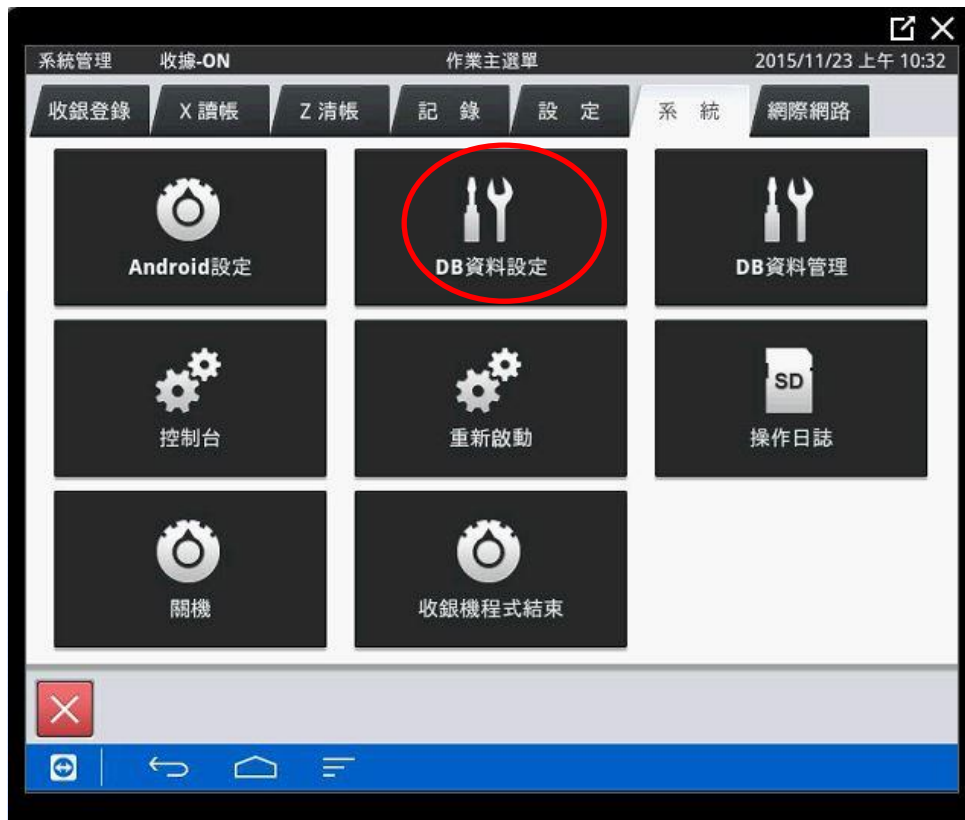 系統管理 收據-ON 作業主選單 2015/11/23 上午 10:32
收銀登錄 X 讀帳 Z 清帳 記 錄 設 定 系 統 網際網路
Android設定 DB資料設定 DB資料管理
SD
控制台 重新啟動 操作日誌
關機 收銀機程式結束